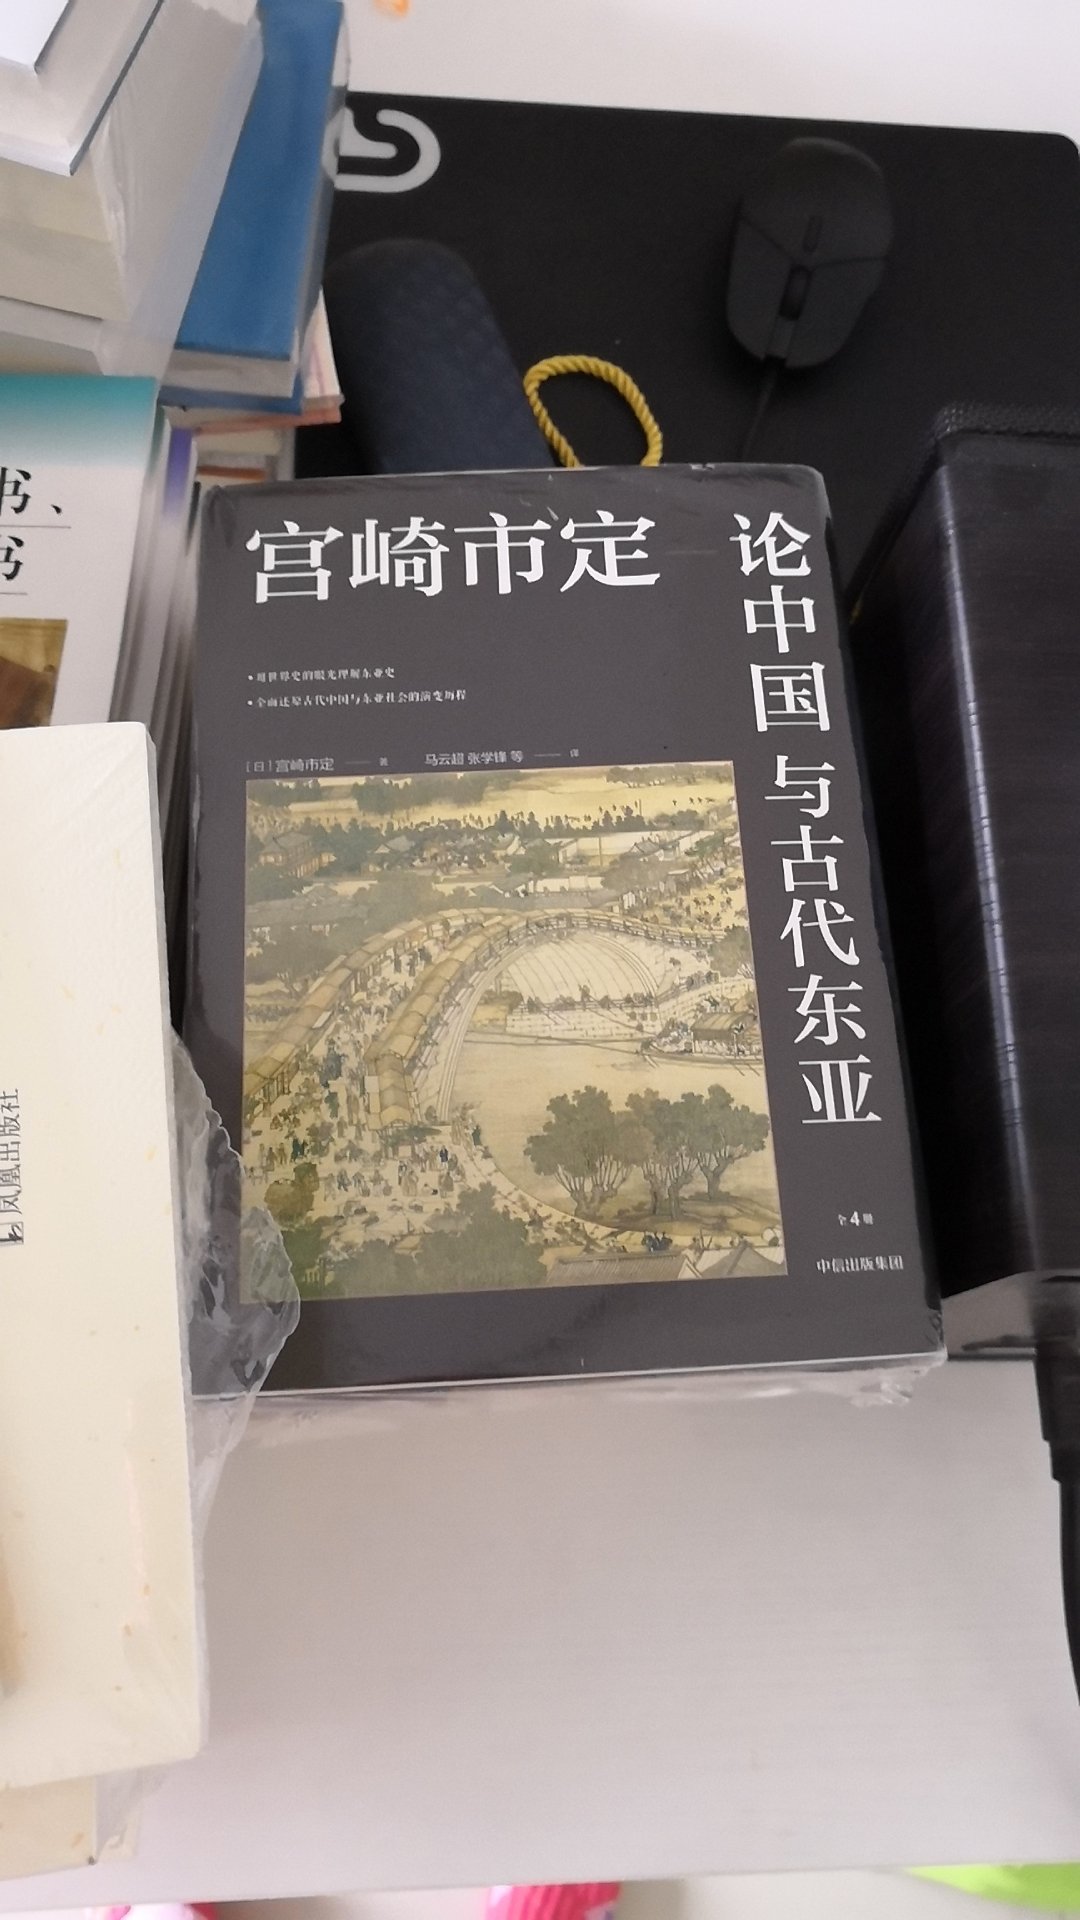 宫崎市定
论中国与古代东亚
•用世界史的眼光理解东亚史
•全面还原古代中国与东亚社会的演变历程
[日]宫崎市定 —— 著 马云超 张学锋 等 —— 译
全4册
中信出版集团
书、
书
凤凰出版社